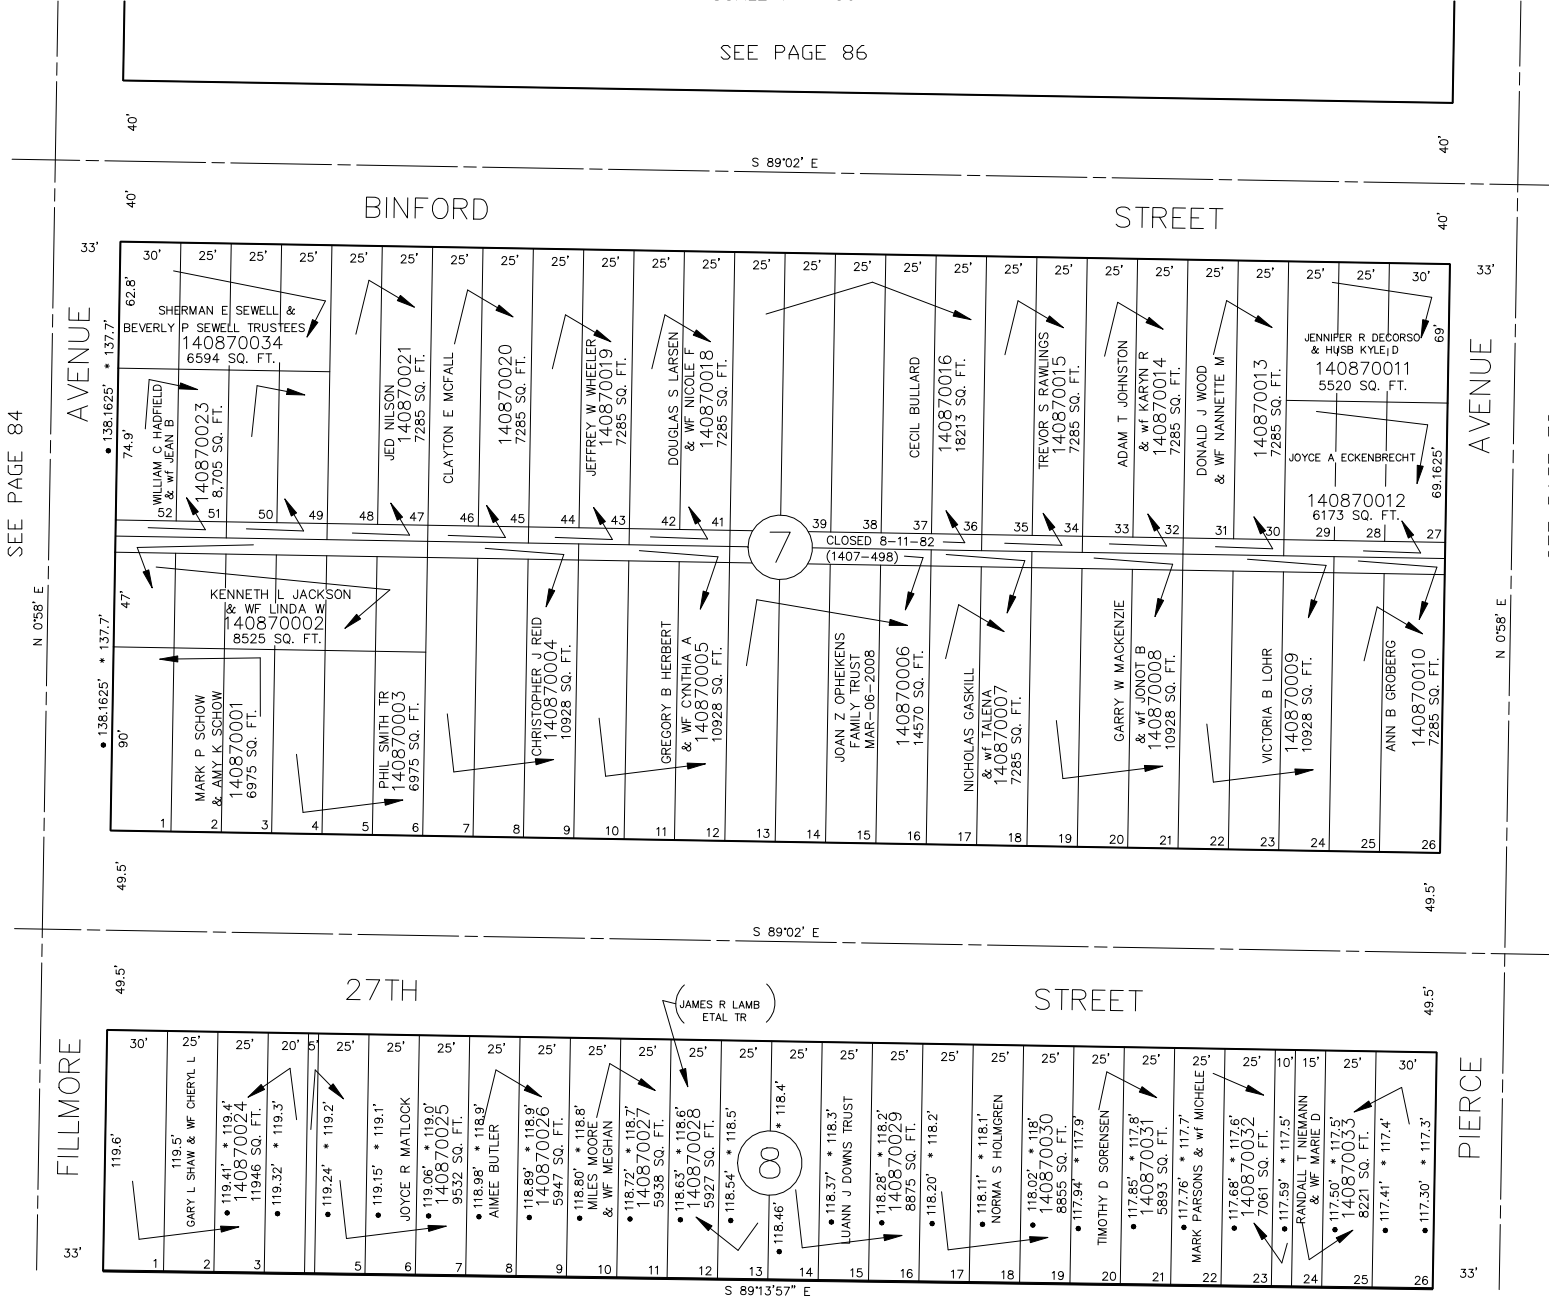 SEE PAGE 86
40'
40'
S 89°02' E
40'
40'
BINFORD
STREET
33'
30' 25' 25' 25' 25' 25' 25' 25' 25' 25' 25' 25' 25' 25' 25' 25' 25' 25' 25' 25' 25' 25' 25' 25' 25' 30'
33'
AVENUE
AVENUE
SEE PAGE 84
N 0°58' E
N 0°58' E
62.8'
• 138.1625' * 137.7'
74.9'
SHERMAN E SEWELL &
BEVERLY P SEWELL TRUSTEES
140870034
6594 SQ. FT.
WILLIAM C HADFIELD
& wf JEAN B
140870023
8,705 SQ. FT.
JED NILSON
140870021
7285 SQ. FT.
CLAYTON E MCFALL
140870020
7285 SQ. FT.
JEFFREY W WHEELER
140870019
7285 SQ. FT.
DOUGLAS S LARSEN
& WF NICOLE F
140870018
7285 SQ. FT.
CECIL BULLARD
140870016
18213 SQ. FT.
TREVOR S RAWLINGS
140870015
7285 SQ. FT.
ADAM T JOHNSTON
& wf KARYN R
140870014
7285 SQ. FT.
DONALD J WOOD
& WF NANNETTE M
140870013
7285 SQ. FT.
JENNIFER R DECORSO
& HUSB KYLE D
140870011
5520 SQ. FT.
69'
JOYCE A ECKENBRECHT
140870012
6173 SQ. FT.
69.1625'
52 51 50 49 48 47 46 45 44 43 42 41 39 38 37 36 35 34 33 32 31 30 29 28 27
7
CLOSED 8-11-82
(1407-498)
47'
• 138.1625' * 137.7'
90'
KENNETH L JACKSON
& WF LINDA W
140870002
8525 SQ. FT.
MARK P SCHOW
& AMY K SCHOW
140870001
6975 SQ. FT.
PHIL SMITH TR
140870003
6975 SQ. FT.
CHRISTOPHER J REID
140870004
10928 SQ. FT.
GREGORY B HERBERT
& WF CYNTHIA A
140870005
10928 SQ. FT.
JOAN Z OPHEIKENS
FAMILY TRUST
MAR-06-2008
140870006
14570 SQ. FT.
NICHOLAS GASKILL
& wf TALENA
140870007
7285 SQ. FT.
GARRY W MACKENZIE
& wf JONOT B
140870008
10928 SQ. FT.
VICTORIA B LOHR
140870009
10928 SQ. FT.
ANN B GROBERG
140870010
7285 SQ. FT.
1 2 3 4 5 6 7 8 9 10 11 12 13 14 15 16 17 18 19 20 21 22 23 24 25 26
49.5'
49.5'
S 89°02' E
49.5'
49.5'
27TH
STREET
JAMES R LAMB
ETAL TR
FILLMORE
PIERCE
30' 25' 25' 20' 5' 25' 25' 25' 25' 25' 25' 25' 25' 25' 25' 25' 25' 25' 25' 25' 25' 25' 25' 25' 10' 15' 25' 30'
119.6'
119.5'
GARY L SHAW & WF CHERYL L
• 119.41' * 119.4'
140870024
11946 SQ. FT.
• 119.32' * 119.3'
• 119.24' * 119.2'
• 119.15' * 119.1'
JOYCE R MATLOCK
• 119.06' * 119.0'
140870025
9532 SQ. FT.
• 118.98' * 118.9'
AIMEE BUTLER
• 118.89' * 118.9'
140870026
5947 SQ. FT.
• 118.80' * 118.8'
MILES MOORE
& WF MEGHAN
• 118.72' * 118.7'
140870027
5938 SQ. FT.
• 118.63' * 118.6'
140870028
5927 SQ. FT.
• 118.54' * 118.5'
8
• 118.46' * 118.4'
• 118.37' * 118.3'
LUANN J DOWNS TRUST
• 118.28' * 118.2'
140870029
8875 SQ. FT.
• 118.20' * 118.2'
• 118.11' * 118.1'
NORMA S HOLMGREN
• 118.02' * 118'
140870030
8855 SQ. FT.
• 117.94' * 117.9'
TIMOTHY D SORENSEN
• 117.85' * 117.8'
140870031
5893 SQ. FT.
• 117.76' * 117.7'
MARK PARSONS & wf MICHELE
• 117.68' * 117.6'
140870032
7061 SQ. FT.
• 117.59' * 117.5'
RANDALL T NIEMANN
& WF MARIE D
• 117.50' * 117.5'
140870033
8221 SQ. FT.
• 117.41' * 117.4'
• 117.30' * 117.3'
33'
33'
1 2 3 5 6 7 8 9 10 11 12 13 14 15 16 17 18 19 20 21 22 23 24 25 26
S 89°13'57" E